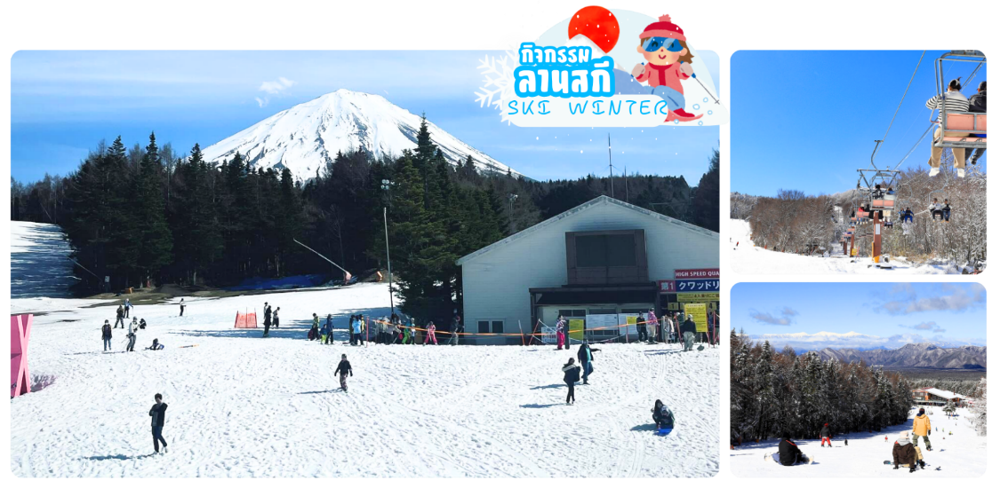 กิจกรรม
ลานสกี
SKI WINTER
HIGH SPEED QUA
第1 クワッドリ